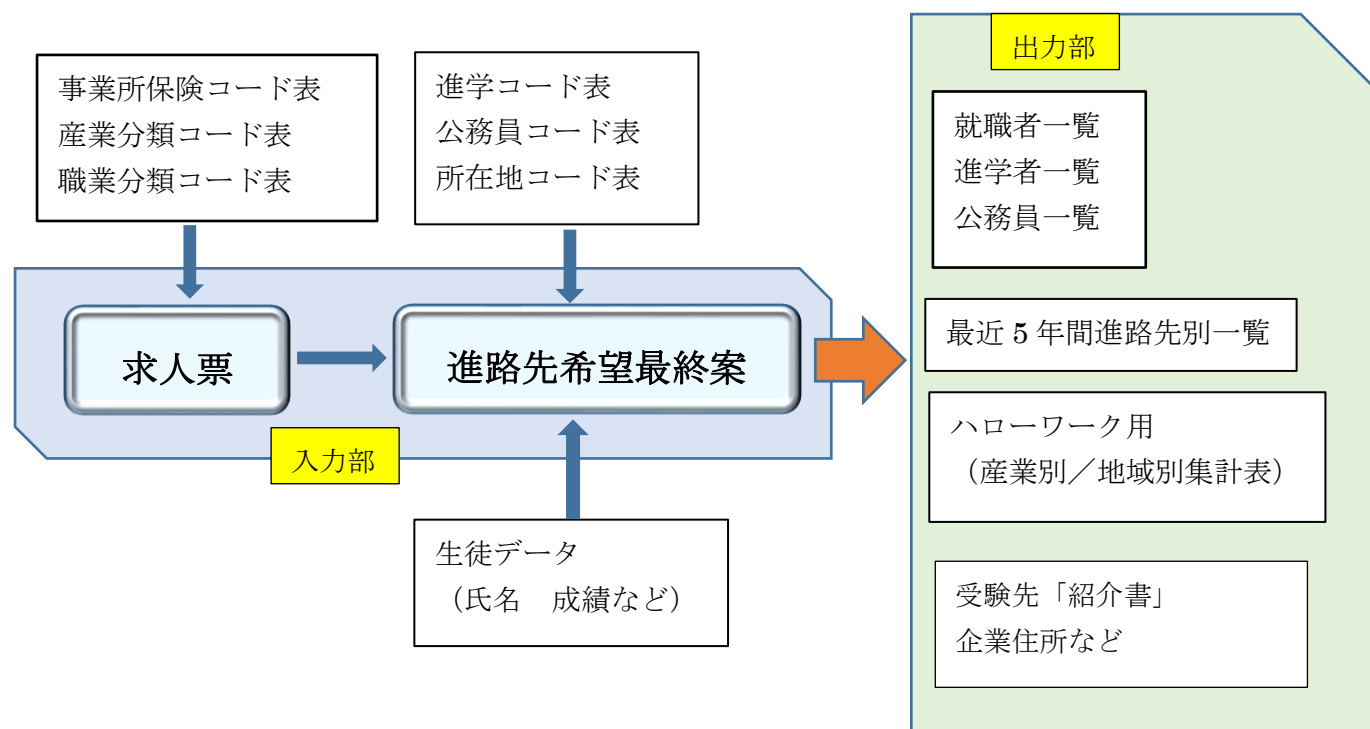 事業所保険コード表
産業分類コード表
職業分類コード表
進学コード表
公務員コード表
所在地コード表
求人票
進路先希望最終案
入力部
生徒データ
（氏名　成績など）
出力部
就職者一覧
進学者一覧
公務員一覧
最近 5 年間進路先別一覧
ハローワーク用
（産業別／地域別集計表）
受験先「紹介書」
企業住所など